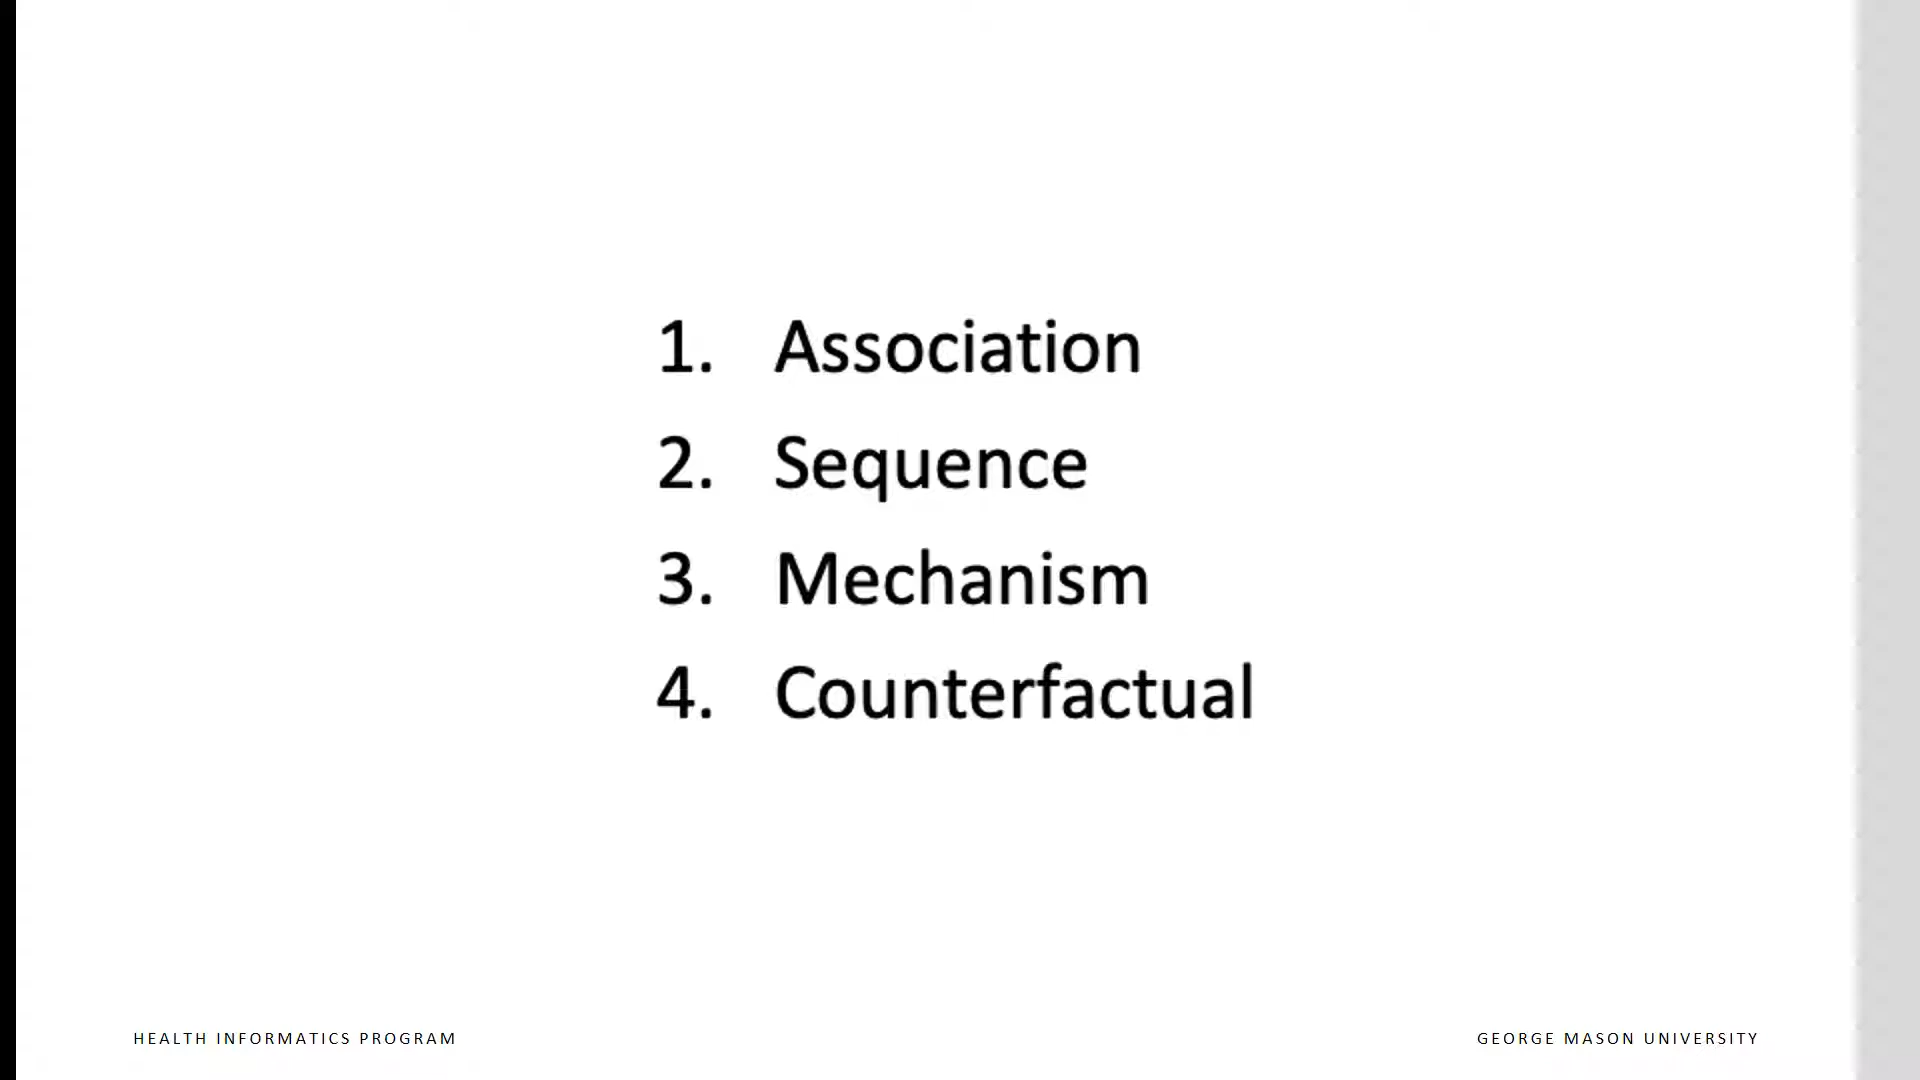 1. Association
2. Sequence
3. Mechanism
4. Counterfactual
HEALTH INFORMATICS PROGRAM
GEORGE MASON UNIVERSITY